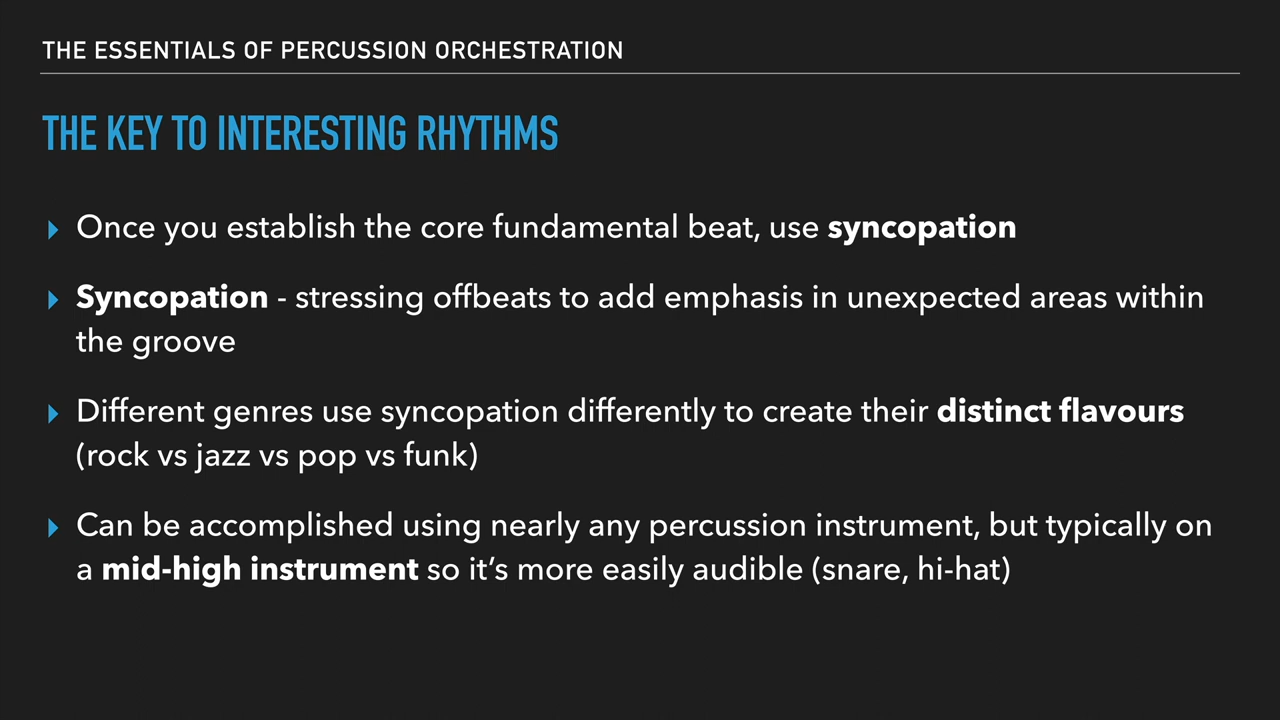 THE ESSENTIALS OF PERCUSSION ORCHESTRATION
THE KEY TO INTERESTING RHYTHMS
▸ Once you establish the core fundamental beat, use syncopation
▸ Syncopation - stressing offbeats to add emphasis in unexpected areas within
the groove
▸ Different genres use syncopation differently to create their distinct flavours
(rock vs jazz vs pop vs funk)
▸ Can be accomplished using nearly any percussion instrument, but typically on
a mid-high instrument so it’s more easily audible (snare, hi-hat)